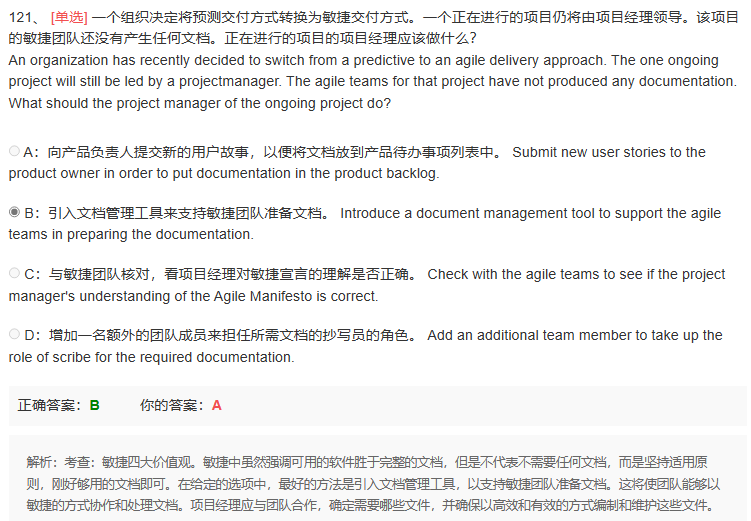 121、 [单选] 一个组织决定将预测交付方式转换为敏捷交付方式。一个正在进行的项目仍将由项目经理领导。该项目
的敏捷团队还没有产生任何文档。正在进行的项目的项目经理应该做什么？
An organization has recently decided to switch from a predictive to an agile delivery approach. The one ongoing
project will still be led by a projectmanager. The agile teams for that project have not produced any documentation.
What should the project manager of the ongoing project do?
A：向产品负责人提交新的用户故事，以便将文档放到产品待办事项列表中。 Submit new user stories to the
product owner in order to put documentation in the product backlog.
B：引入文档管理工具来支持敏捷团队准备文档。 Introduce a document management tool to support the agile
teams in preparing the documentation.
C：与敏捷团队核对，看项目经理对敏捷宣言的理解是否正确。 Check with the agile teams to see if the project
manager's understanding of the Agile Manifesto is correct.
D：增加一名额外的团队成员来担任所需文档的抄写员的角色。 Add an additional team member to take up the
role of scribe for the required documentation.
正确答案：B 你的答案：A
解析：考查：敏捷四大价值观。敏捷中虽然强调可用的软件胜于完整的文档，但是不代表不需要任何文档，而是坚持适用原
则，刚好够用的文档即可。在给定的选项中，最好的方法是引入文档管理工具，以支持敏捷团队准备文档。这将使团队能够以
敏捷的方式协作和处理文档。项目经理应与团队合作，确定需要哪些文件，并确保以高效和有效的方式编制和维护这些文件。